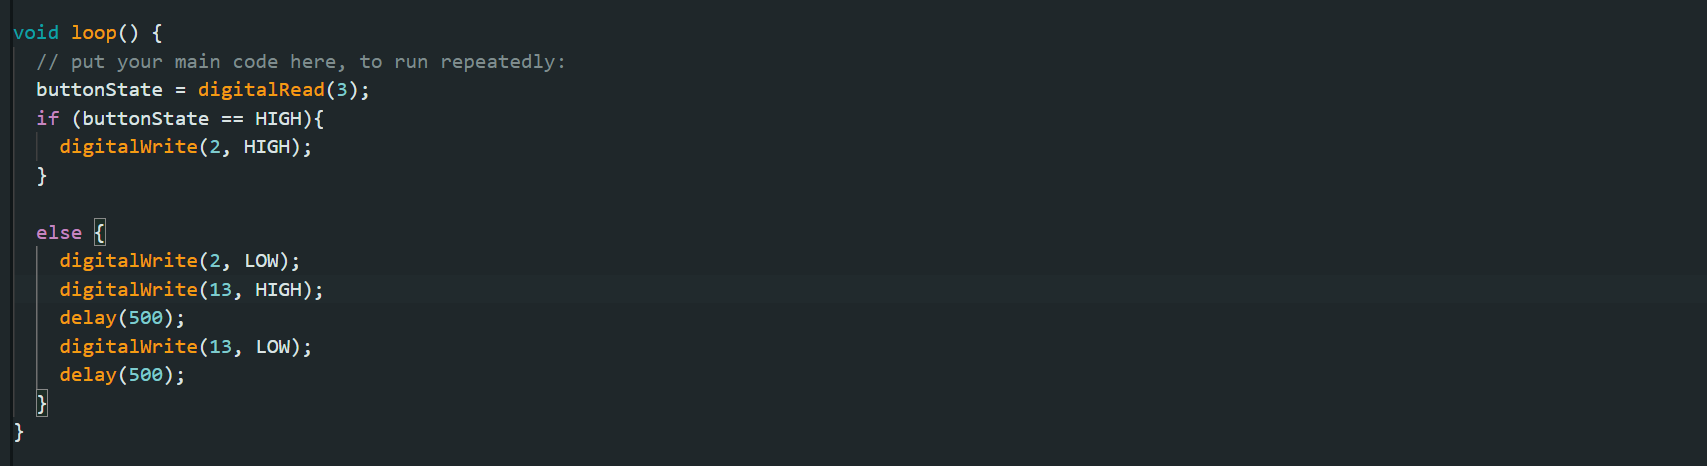 void loop() {
  // put your main code here, to run repeatedly:
  buttonState = digitalRead(3);
  if (buttonState == HIGH){
    digitalWrite(2, HIGH);
  }

  else {
    digitalWrite(2, LOW);
    digitalWrite(13, HIGH);
    delay(500);
    digitalWrite(13, LOW);
    delay(500);
  }
}